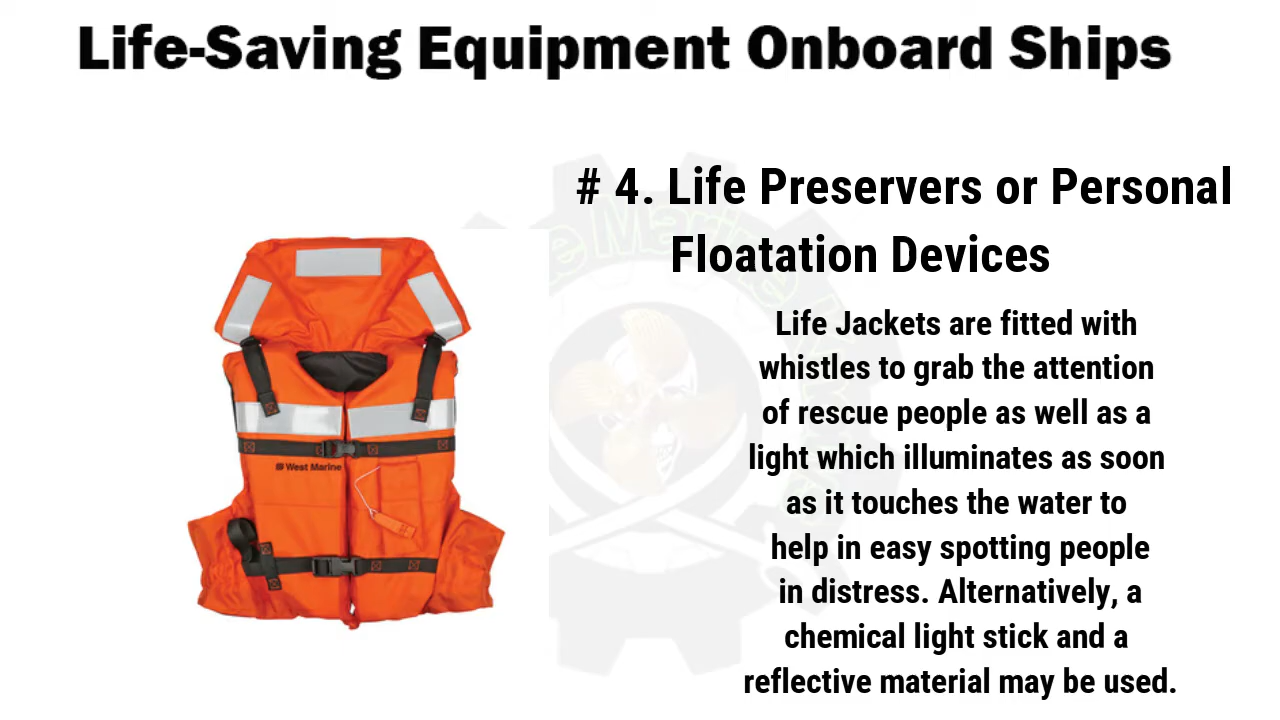 Life-Saving Equipment Onboard Ships
# 4. Life Preservers or Personal
Floatation Devices
Life Jackets are fitted with
whistles to grab the attention
of rescue people as well as a
light which illuminates as soon
as it touches the water to
help in easy spotting people
in distress. Alternatively, a
chemical light stick and a
reflective material may be used.
West Marine